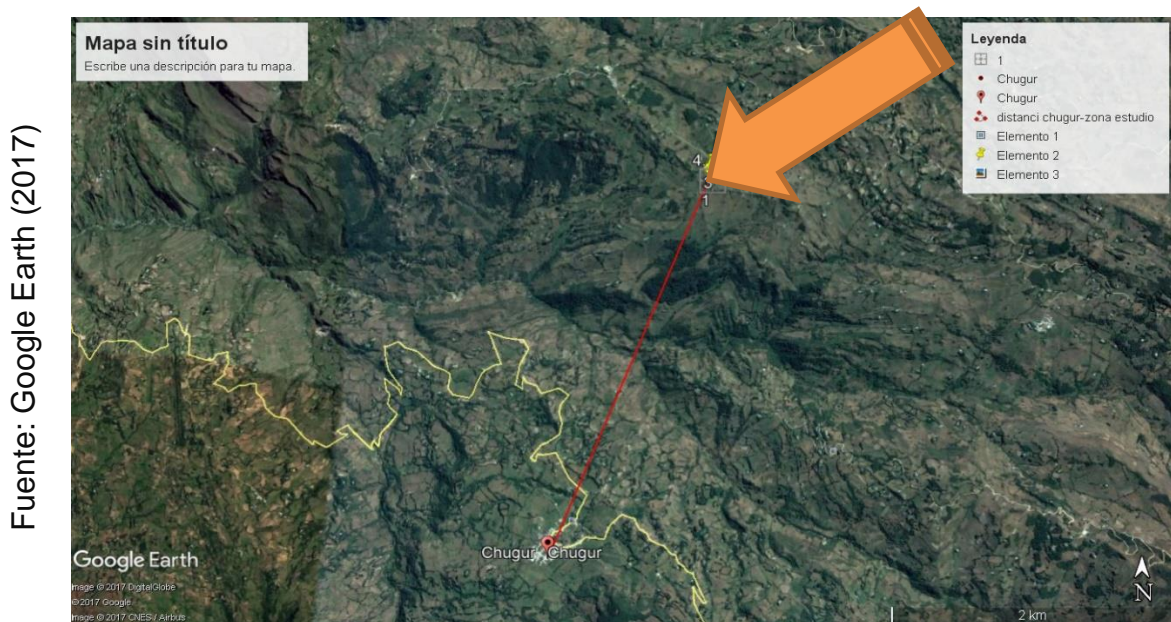 Fuente: Google Earth (2017)
Mapa sin título
Escribe una descripción para tu mapa.
Leyenda
1
Chugur
Chugur
distanci chugur-zona estudio
Elemento 1
Elemento 2
Elemento 3
4
1
Chugur Chugur
Google Earth
Image © 2017 DigitalGlobe
© 2017 Google
Image © 2017 CNES / Airbus
N
2 km